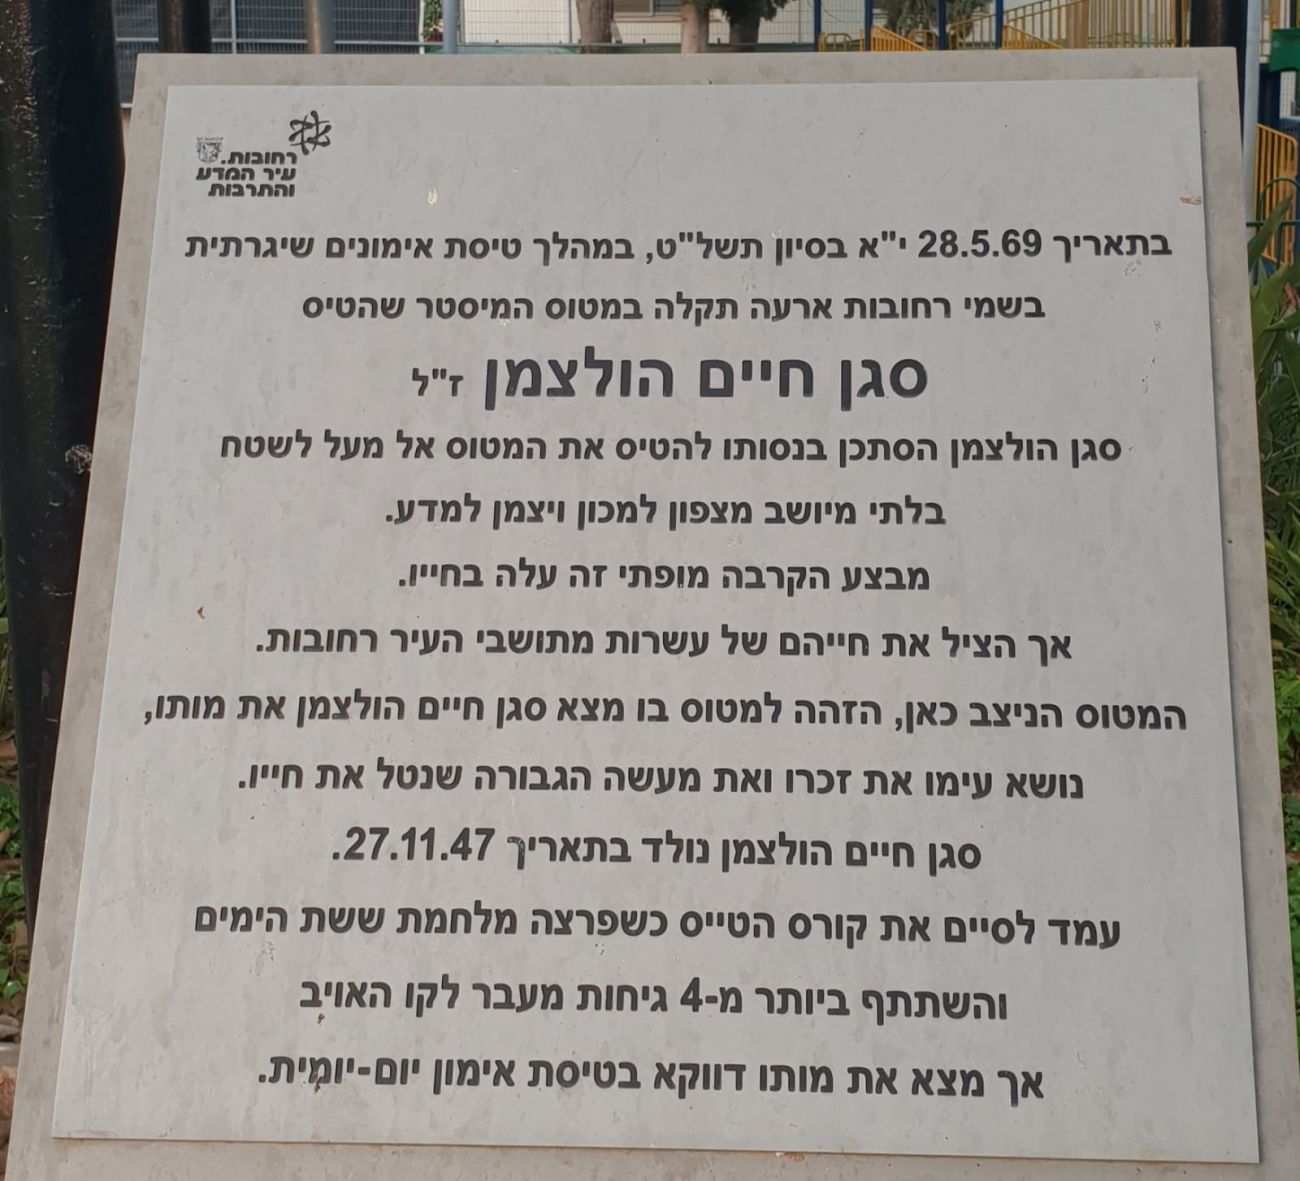 רחובות.
עיר המדע
והתרבות
בתאריך 28.5.69 י"א בסיון תשל"ט, במהלך טיסת אימונים שיגרתית
בשמי רחובות ארעה תקלה במטוס המיסטר שהטיס
סגן חיים הולצמן ז"ל
סגן הולצמן הסתכן בנסותו להטיס את המטוס אל מעל לשטח
בלתי מיושב מצפון למכון ויצמן למדע.
מבצע הקרבה מופתי זה עלה בחייו.
אך הציל את חייהם של עשרות מתושבי העיר רחובות.
המטוס הניצב כאן, הזהה למטוס בו מצא סגן חיים הולצמן את מותו,
נושא עימו את זכרו ואת מעשה הגבורה שנטל את חייו.
סגן חיים הולצמן נולד בתאריך 27.11.47.
עמד לסיים את קורס הטייס כשפרצה מלחמת ששת הימים
והשתתף ביותר מ-4 גיחות מעבר לקו האויב
אך מצא את מותו דווקא בטיסת אימון יום-יומית.